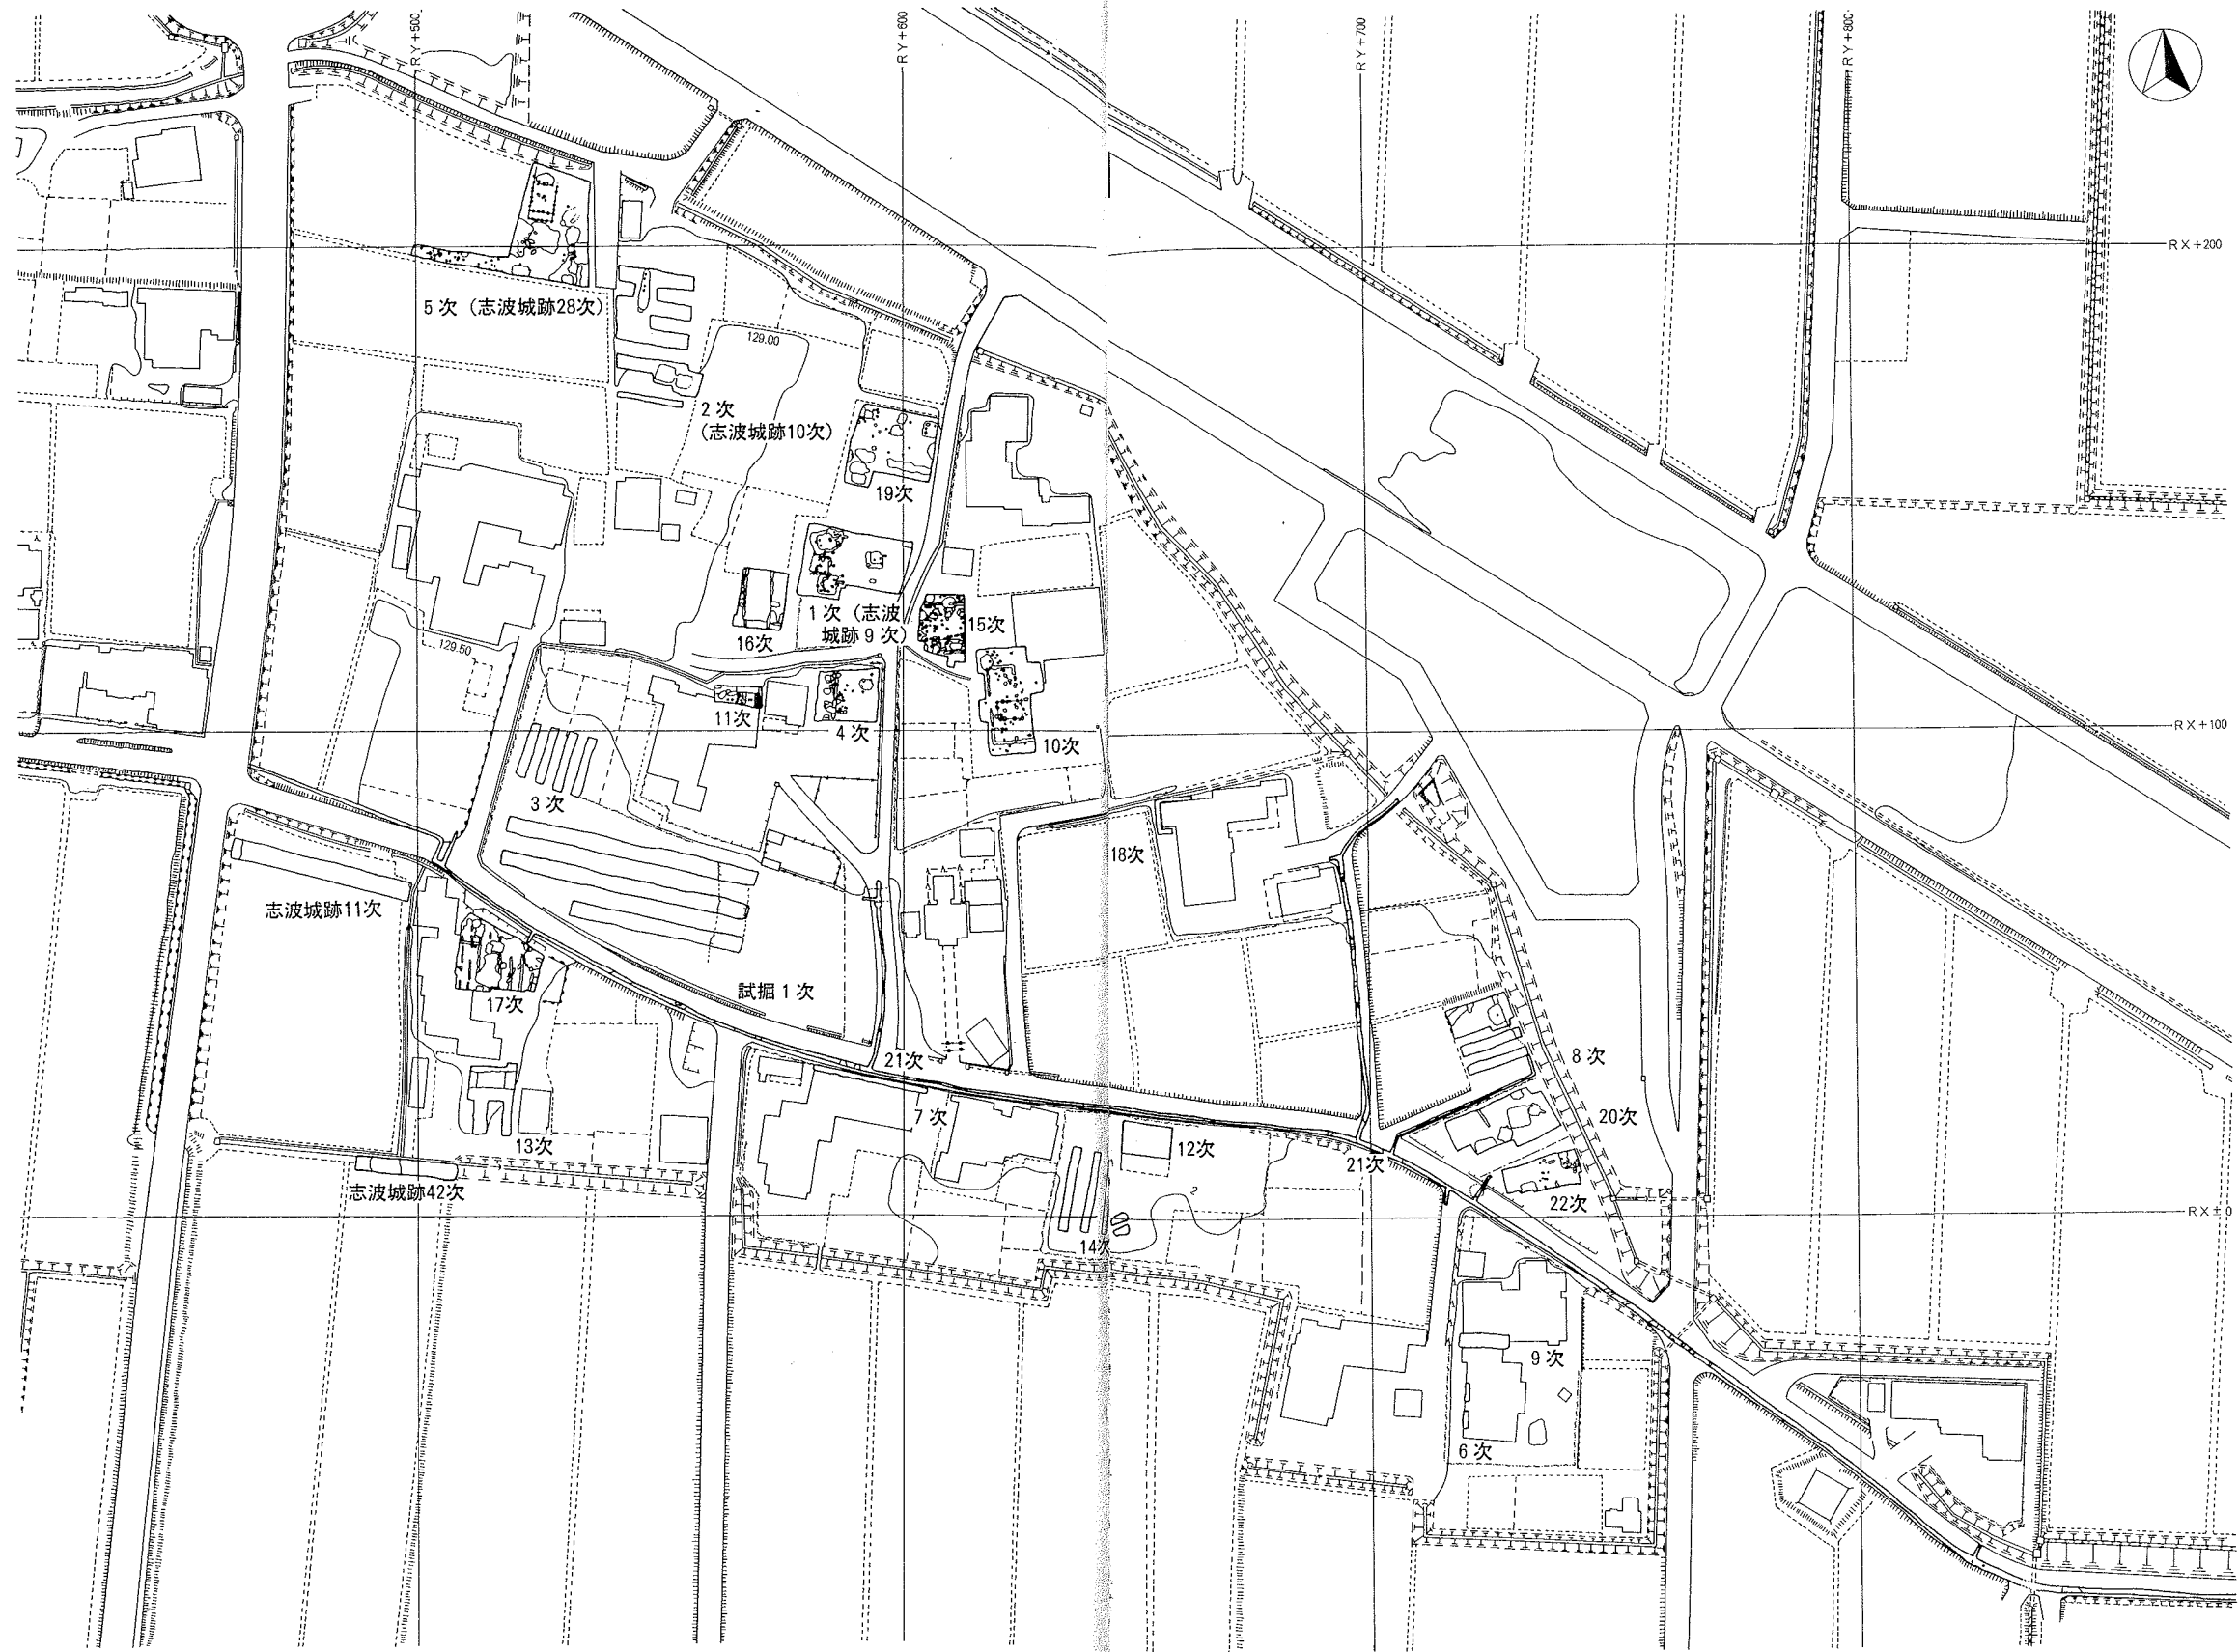 RY+500
RY+600
RY+700
RY+800
RX+200
5次（志波城跡28次）
129.00
2次
（志波城跡10次）
19次
1次（志波
城跡9次）
15次
16次
129.50
11次
4次
10次
RX+100
3次
18次
志波城跡11次
17次
試掘1次
21次
8次
7次
20次
13次
12次
21次
志波城跡42次
22次
RX±0
14次
9次
6次